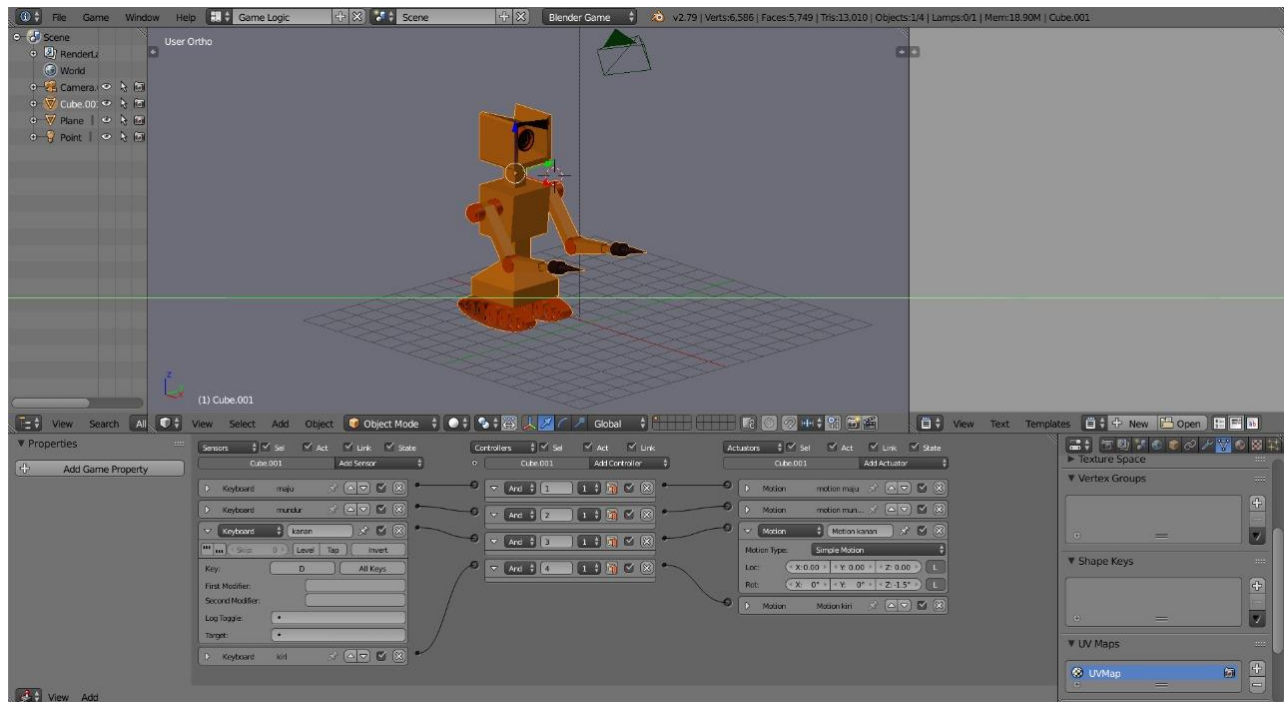 File Game Window Help Game Logic Scene Blender Game v2.79 | Verts:6,586 | Faces:5,749 | Tris:13,010 | Objects:1/4 | Lamps:0/1 | Mem:18.90M | Cube.001
Scene
RenderLa
World
Camera.
Cube.00
Plane
Point
User Ortho
(1) Cube.001
View Search All
View Select Add Object Object Mode Global
View Text Templates New Open
Properties
Add Game Property
Sensors Sel Act Link State
Cube.001 Add Sensor
Keyboard maju
Keyboard mundur
Keyboard kanan
Skip 0 Level Tap Invert
Key: D All Keys
First Modifier:
Second Modifier:
Log Toggle:
Target:
Keyboard kiri
Controllers Sel Act Link
Cube.001 Add Controller
And 1 1
And 2 1
And 3 1
And 4 1
Actuators Sel Act Link State
Cube.001 Add Actuator
Motion motion maju
Motion motion mun...
Motion Motion kanan
Motion Type: Simple Motion
Loc: X: 0.00 Y: 0.00 Z: 0.00 L
Rot: X: 0° Y: 0° Z: -1.5° L
Motion Motion kiri
Texture Space
Vertex Groups
Shape Keys
UV Maps
UVMap
View Add